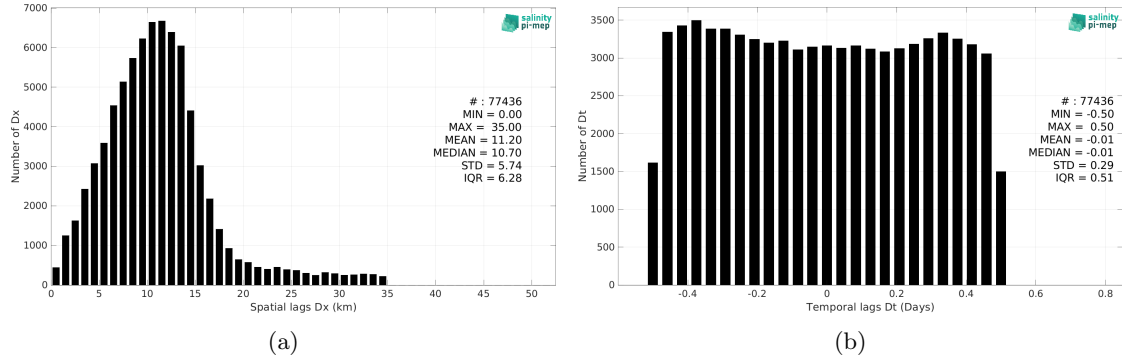 7000
6000
5000
4000
3000
2000
1000
0
Number of Dx
0 5 10 15 20 25 30 35 40 45 50
Spatial lags Dx (km)
salinity
pi-mep
# : 77436
MIN = 0.00
MAX = 35.00
MEAN = 11.20
MEDIAN = 10.70
STD = 5.74
IQR = 6.28
(a)
3500
3000
2500
2000
1500
1000
500
0
Number of Dt
-0.4 -0.2 0 0.2 0.4 0.6 0.8
Temporal lags Dt (Days)
salinity
pi-mep
# : 77436
MIN = -0.50
MAX = 0.50
MEAN = -0.01
MEDIAN = -0.01
STD = 0.29
IQR = 0.51
(b)